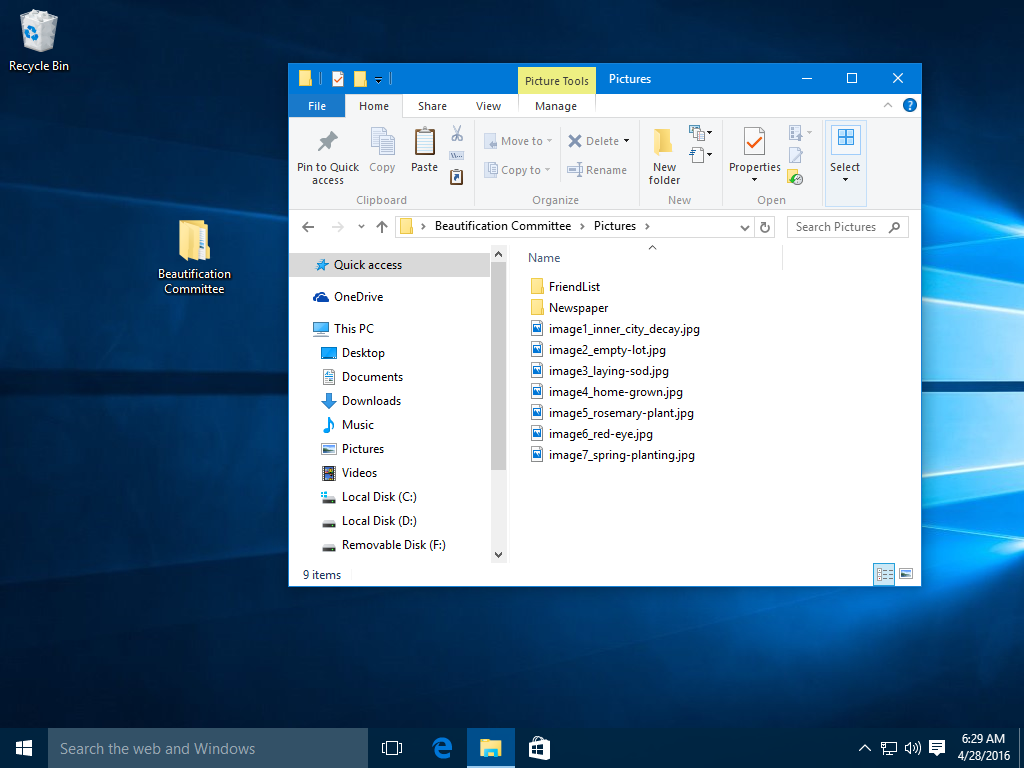 Recycle Bin
Beautification
Committee
Picture Tools
Pictures
File
Home
Share
View
Manage
Pin to Quick
access
Copy
Paste
Clipboard
Move to
Copy to
Delete
Rename
Organize
New
folder
New
Properties
Open
Select
Beautification Committee
Pictures
Search Pictures
Quick access
OneDrive
This PC
Desktop
Documents
Downloads
Music
Pictures
Videos
Local Disk (C:)
Local Disk (D:)
Removable Disk (F:)
Name
FriendList
Newspaper
image1_inner_city_decay.jpg
image2_empty-lot.jpg
image3_laying-sod.jpg
image4_home-grown.jpg
image5_rosemary-plant.jpg
image6_red-eye.jpg
image7_spring-planting.jpg
9 items
Search the web and Windows
6:29 AM
4/28/2016